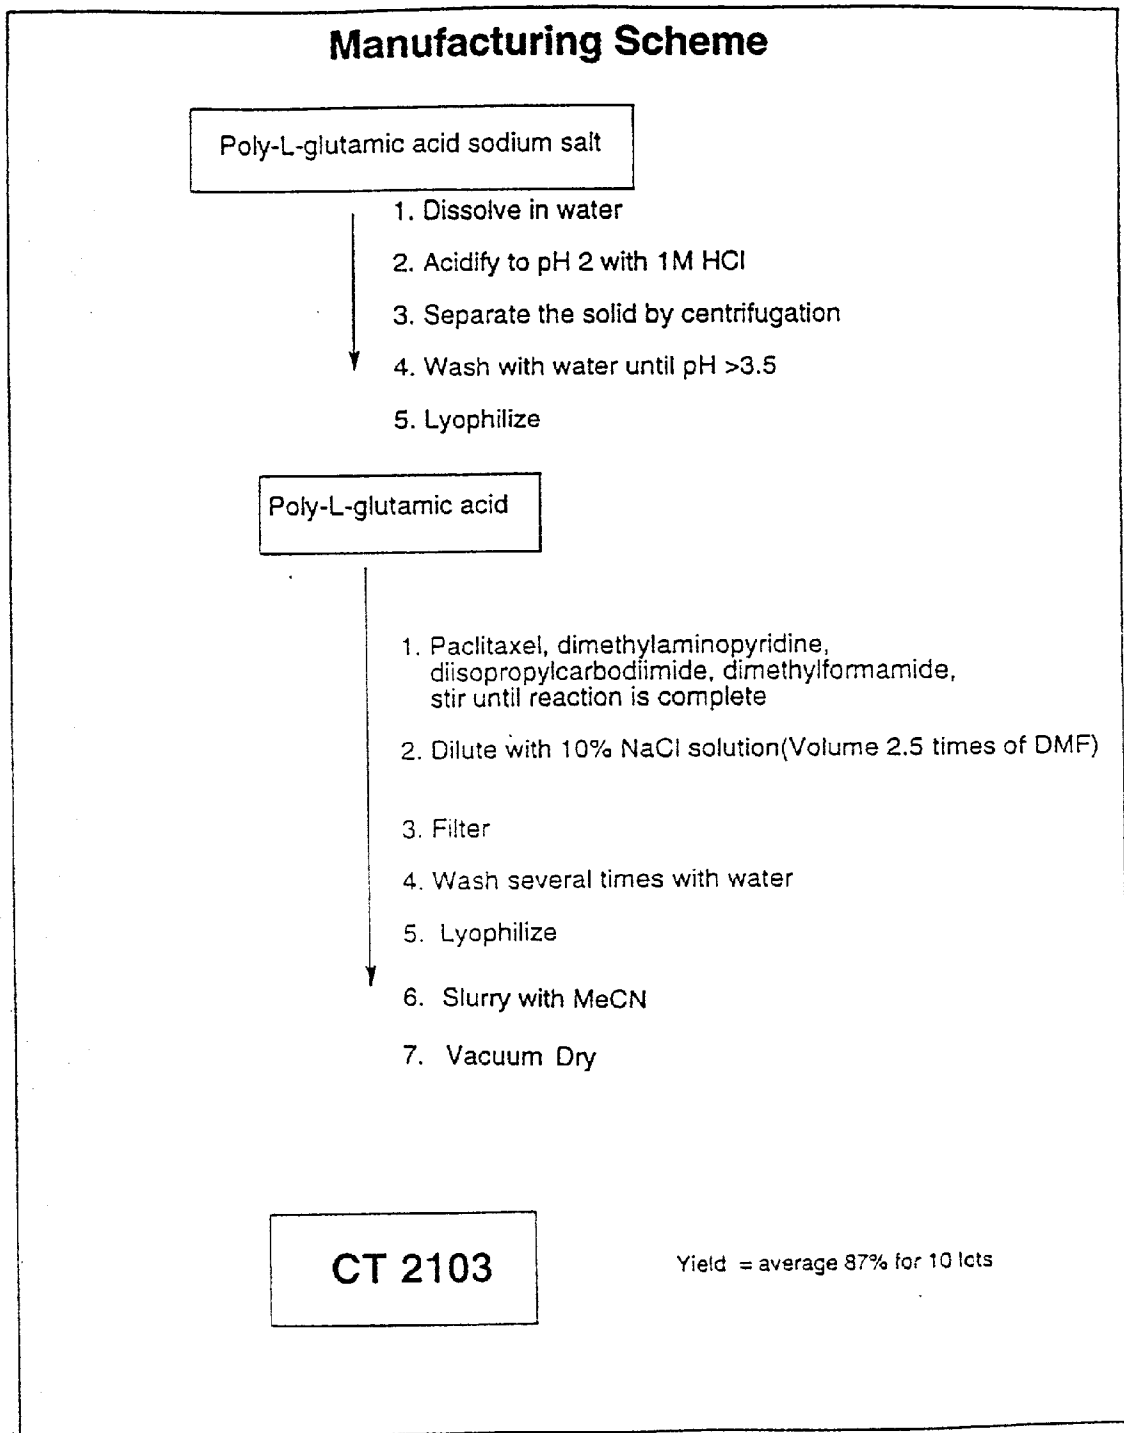 Manufacturing Scheme
Poly-L-glutamic acid sodium salt
1. Dissolve in water
2. Acidify to pH 2 with 1M HCl
3. Separate the solid by centrifugation
4. Wash with water until pH >3.5
5. Lyophilize
Poly-L-glutamic acid
1. Paclitaxel, dimethylaminopyridine,
diisopropylcarbodiimide, dimethylformamide,
stir until reaction is complete
2. Dilute with 10% NaCl solution(Volume 2.5 times of DMF)
3. Filter
4. Wash several times with water
5. Lyophilize
6. Slurry with MeCN
7. Vacuum Dry
CT 2103
Yield = average 87% for 10 lots